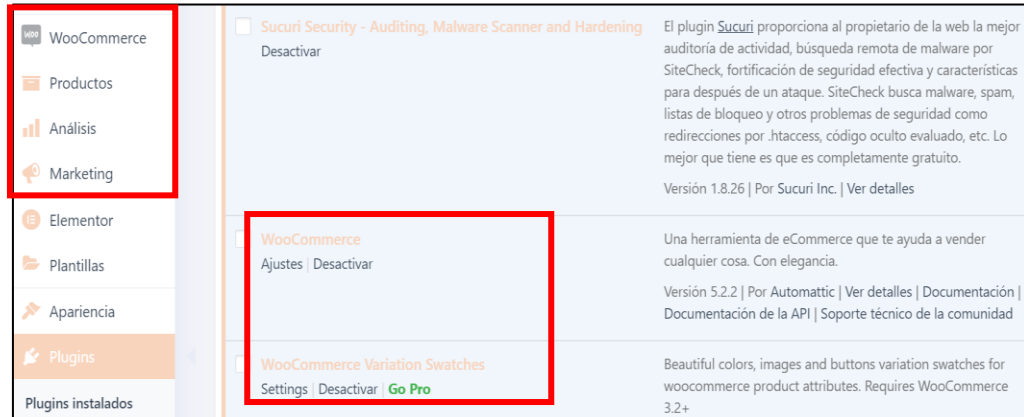 WOO
WooCommerce
Productos
Análisis
Marketing
Elementor
Plantillas
Apariencia
Plugins
Plugins instalados
Sucuri Security - Auditing, Malware Scanner and Hardening
Desactivar
El plugin Sucuri proporciona al propietario de la web la mejor
auditoría de actividad, búsqueda remota de malware por
SiteCheck, fortificación de seguridad efectiva y características
para después de un ataque. SiteCheck busca malware, spam,
listas de bloqueo y otros problemas de seguridad como
redirecciones por .htaccess, código oculto evaluado, etc. Lo
mejor que tiene es que es completamente gratuito.
Versión 1.8.26 | Por Sucuri Inc. | Ver detalles
WooCommerce
Ajustes | Desactivar
Una herramienta de eCommerce que te ayuda a vender
cualquier cosa. Con elegancia.
Versión 5.2.2 | Por Automattic | Ver detalles | Documentación |
Documentación de la API | Soporte técnico de la comunidad
WooCommerce Variation Swatches
Settings | Desactivar | Go Pro
Beautiful colors, images and buttons variation swatches for
woocommerce product attributes. Requires WooCommerce
3.2+